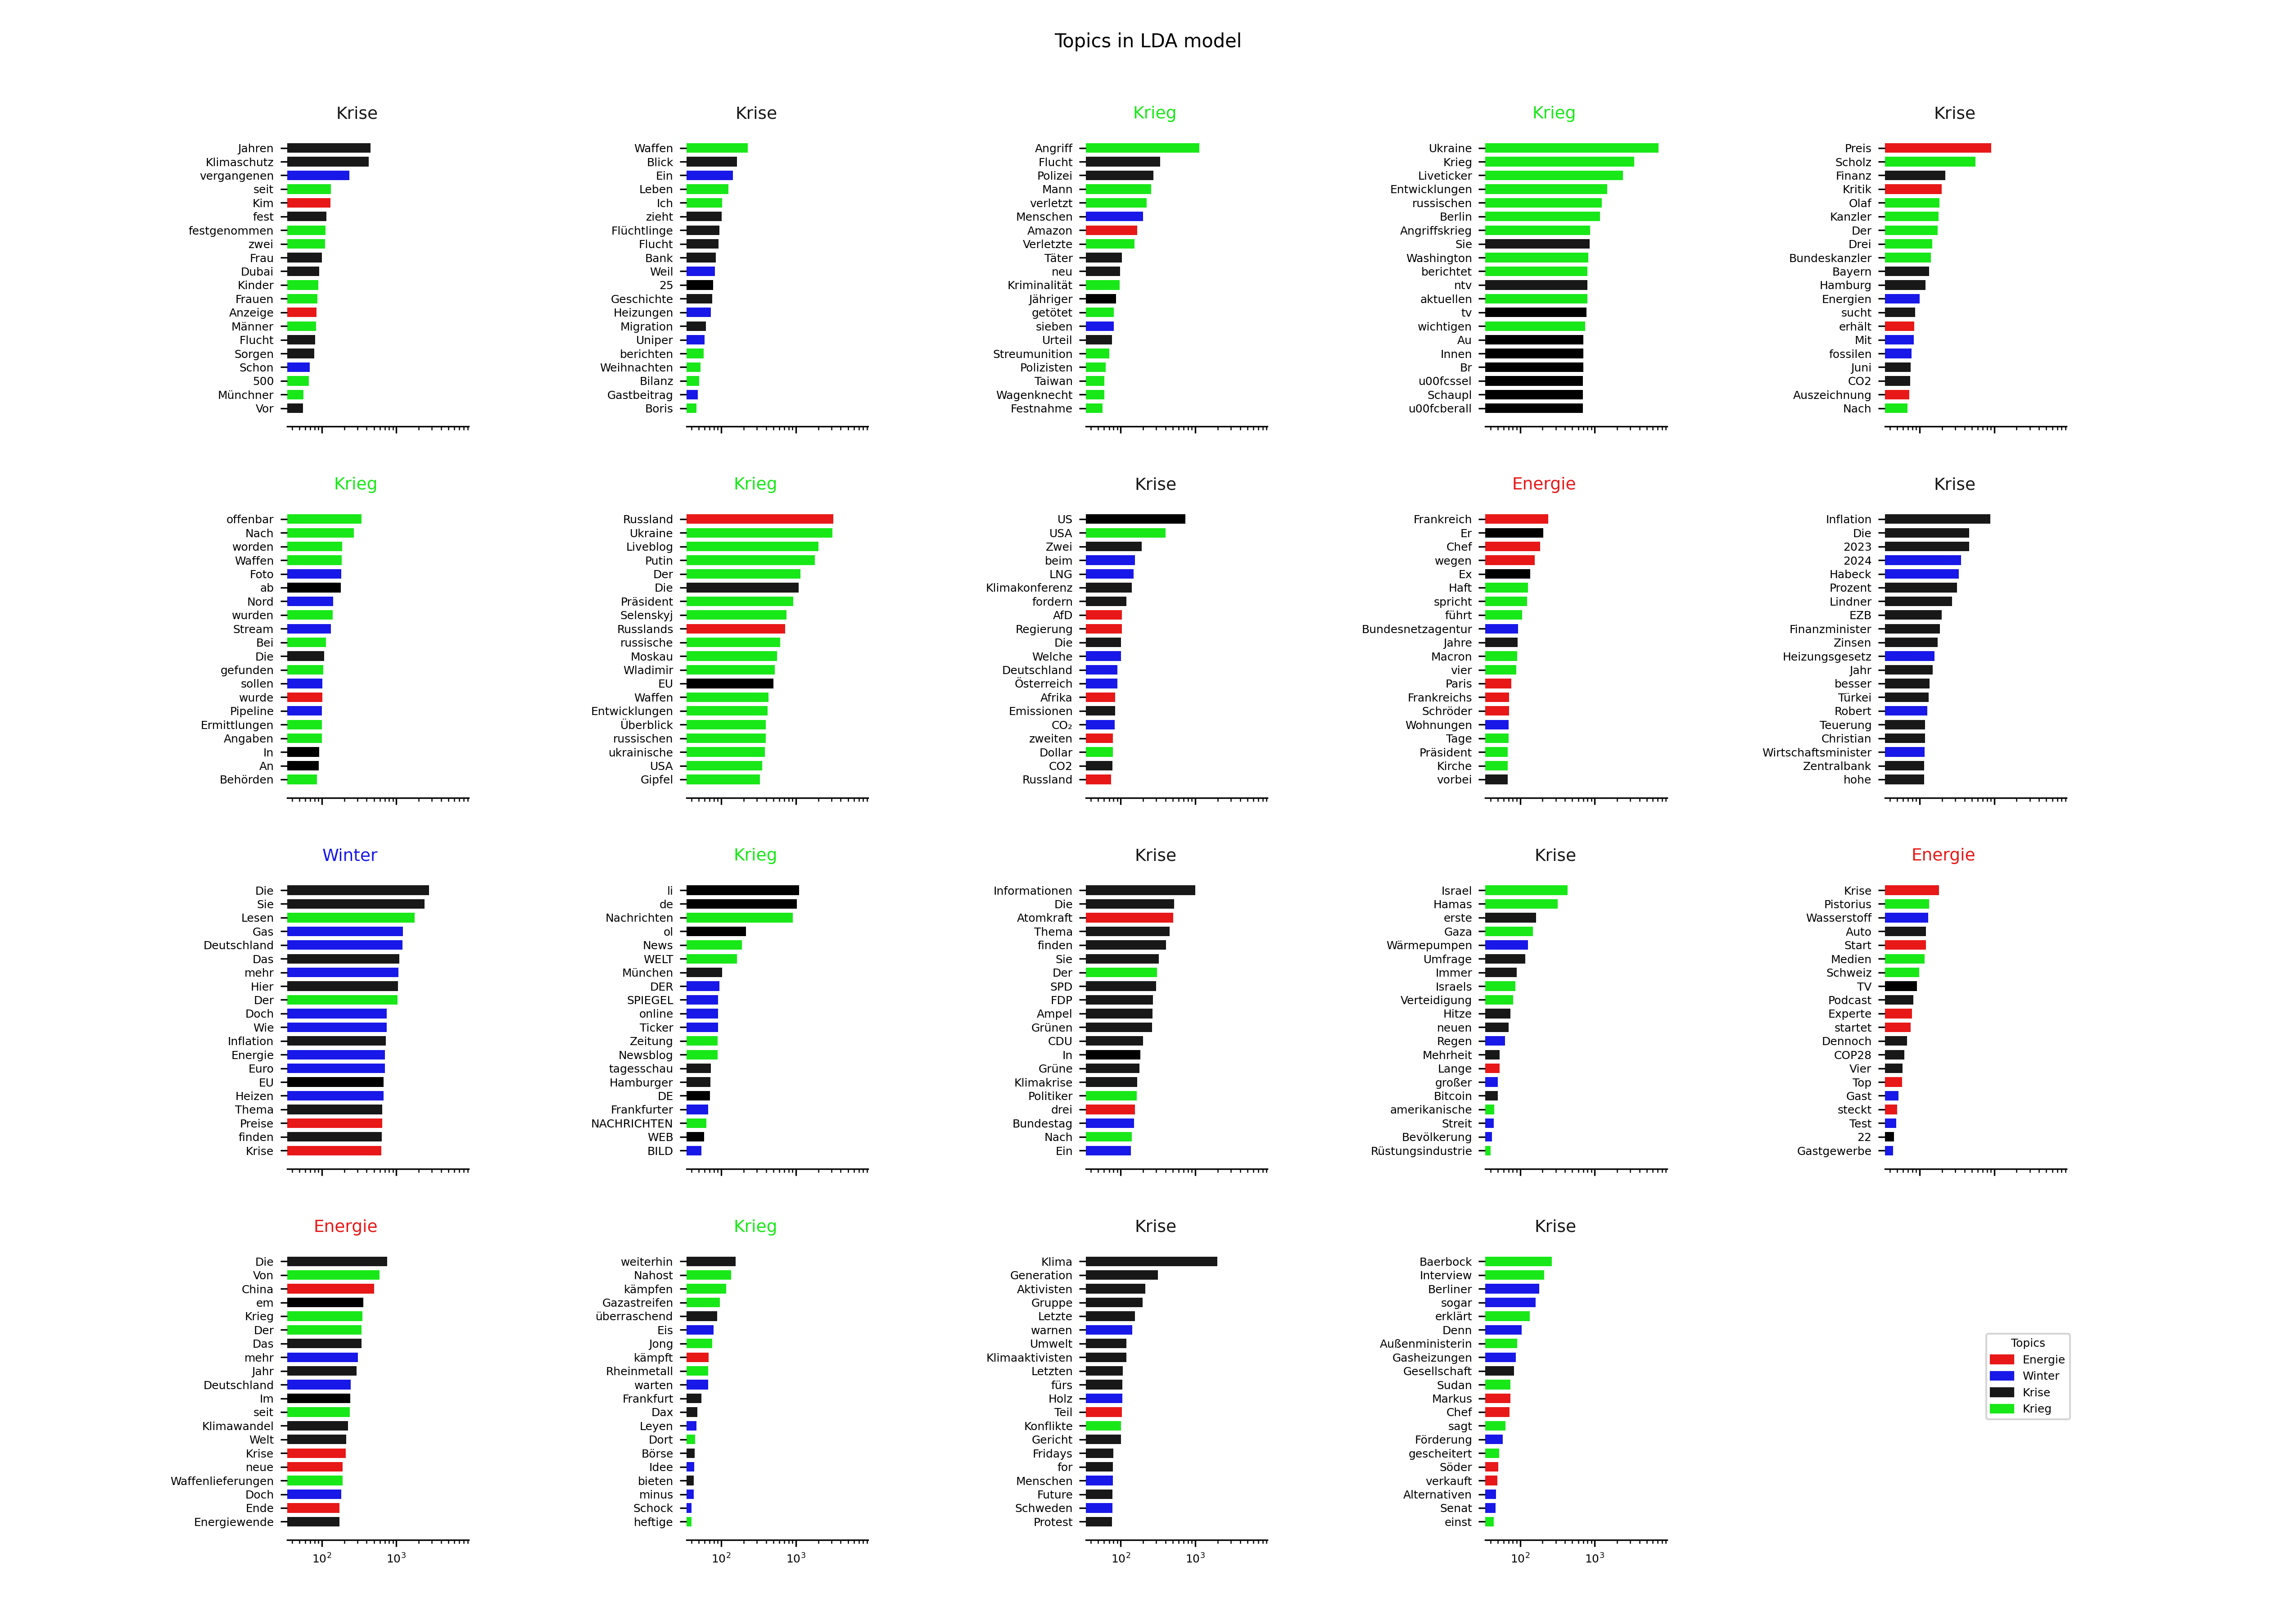 Topics in LDA model
Krise
Jahren
Klimaschutz
vergangenen
seit
Kim
fest
festgenommen
zwei
Frau
Dubai
Kinder
Frauen
Anzeige
Männer
Flucht
Sorgen
Schon
500
Münchner
Vor
Krise
Waffen
Blick
Ein
Leben
Ich
zieht
Flüchtlinge
Flucht
Bank
Weil
25
Geschichte
Heizungen
Migration
Uniper
berichten
Weihnachten
Bilanz
Gastbeitrag
Boris
Krieg
Angriff
Flucht
Polizei
Mann
verletzt
Menschen
Amazon
Verletzte
Täter
neu
Kriminalität
Jähriger
getötet
sieben
Urteil
Streumunition
Polizisten
Taiwan
Wagenknecht
Festnahme
Krieg
Ukraine
Krieg
Liveticker
Entwicklungen
russischen
Berlin
Angriffskrieg
Sie
Washington
berichtet
ntv
aktuellen
tv
wichtigen
Au
Innen
Br
u00fcssel
Schaupl
u00fcberall
Krise
Preis
Scholz
Finanz
Kritik
Olaf
Kanzler
Der
Drei
Bundeskanzler
Bayern
Hamburg
Energien
sucht
erhält
Mit
fossilen
Juni
CO2
Auszeichnung
Nach
Krieg
offenbar
Nach
worden
Waffen
Foto
ab
Nord
wurden
Stream
Bei
Die
gefunden
sollen
wurde
Pipeline
Ermittlungen
Angaben
In
An
Behörden
Krieg
Russland
Ukraine
Liveblog
Putin
Der
Die
Präsident
Selenskyj
Russlands
russische
Moskau
Wladimir
EU
Waffen
Entwicklungen
Überblick
russischen
ukrainische
USA
Gipfel
Krise
US
USA
Zwei
beim
LNG
Klimakonferenz
fordern
AfD
Regierung
Die
Welche
Deutschland
Österreich
Afrika
Emissionen
CO₂
zweiten
Dollar
CO2
Russland
Energie
Frankreich
Er
Chef
wegen
Ex
Haft
spricht
führt
Bundesnetzagentur
Jahre
Macron
vier
Paris
Frankreichs
Schröder
Wohnungen
Tage
Präsident
Kirche
vorbei
Krise
Inflation
Die
2023
2024
Habeck
Prozent
Lindner
EZB
Finanzminister
Zinsen
Heizungsgesetz
Jahr
besser
Türkei
Robert
Teuerung
Christian
Wirtschaftsminister
Zentralbank
hohe
Winter
Die
Sie
Lesen
Gas
Deutschland
Das
mehr
Hier
Der
Doch
Wie
Inflation
Energie
Euro
EU
Heizen
Thema
Preise
finden
Krise
Krieg
li
de
Nachrichten
ol
News
WELT
München
DER
SPIEGEL
online
Ticker
Zeitung
Newsblog
tagesschau
Hamburger
DE
Frankfurter
NACHRICHTEN
WEB
BILD
Krise
Informationen
Die
Atomkraft
Thema
finden
Sie
Der
SPD
FDP
Ampel
Grünen
CDU
In
Grüne
Klimakrise
Politiker
drei
Bundestag
Nach
Ein
Krise
Israel
Hamas
erste
Gaza
Wärmepumpen
Umfrage
Immer
Israels
Verteidigung
Hitze
neuen
Regen
Mehrheit
Lange
großer
Bitcoin
amerikanische
Streit
Bevölkerung
Rüstungsindustrie
Energie
Krise
Pistorius
Wasserstoff
Auto
Start
Medien
Schweiz
TV
Podcast
Experte
startet
Dennoch
COP28
Vier
Top
Gast
steckt
Test
22
Gastgewerbe
Energie
Die
Von
China
em
Krieg
Der
Das
mehr
Jahr
Deutschland
Im
seit
Klimawandel
Welt
Krise
neue
Waffenlieferungen
Doch
Ende
Energiewende
10² 10³
Krieg
weiterhin
Nahost
kämpfen
Gazastreifen
überraschend
Eis
Jong
kämpft
Rheinmetall
warten
Frankfurt
Dax
Leyen
Dort
Börse
Idee
bieten
minus
Schock
heftige
10² 10³
Krise
Klima
Generation
Aktivisten
Gruppe
Letzte
warnen
Umwelt
Klimaaktivisten
Letzten
fürs
Holz
Teil
Konflikte
Gericht
Fridays
for
Menschen
Future
Schweden
Protest
10² 10³
Krise
Baerbock
Interview
Berliner
sogar
erklärt
Denn
Außenministerin
Gasheizungen
Gesellschaft
Sudan
Markus
Chef
sagt
Förderung
gescheitert
Söder
verkauft
Alternativen
Senat
einst
10² 10³
Topics
Energie
Winter
Krise
Krieg